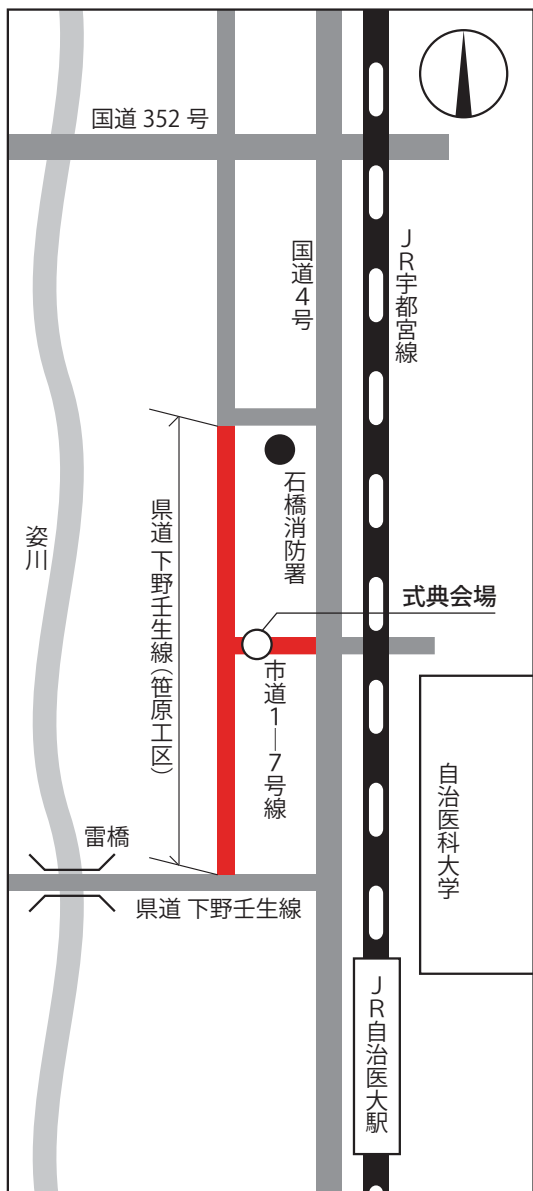 国道 352 号
国道4号
JR宇都宮線
石橋消防署
県道 下野壬生線(笹原工区)
姿川
式典会場
市道1―7号線
自治医科大学
雷橋
県道 下野壬生線
JR自治医大駅